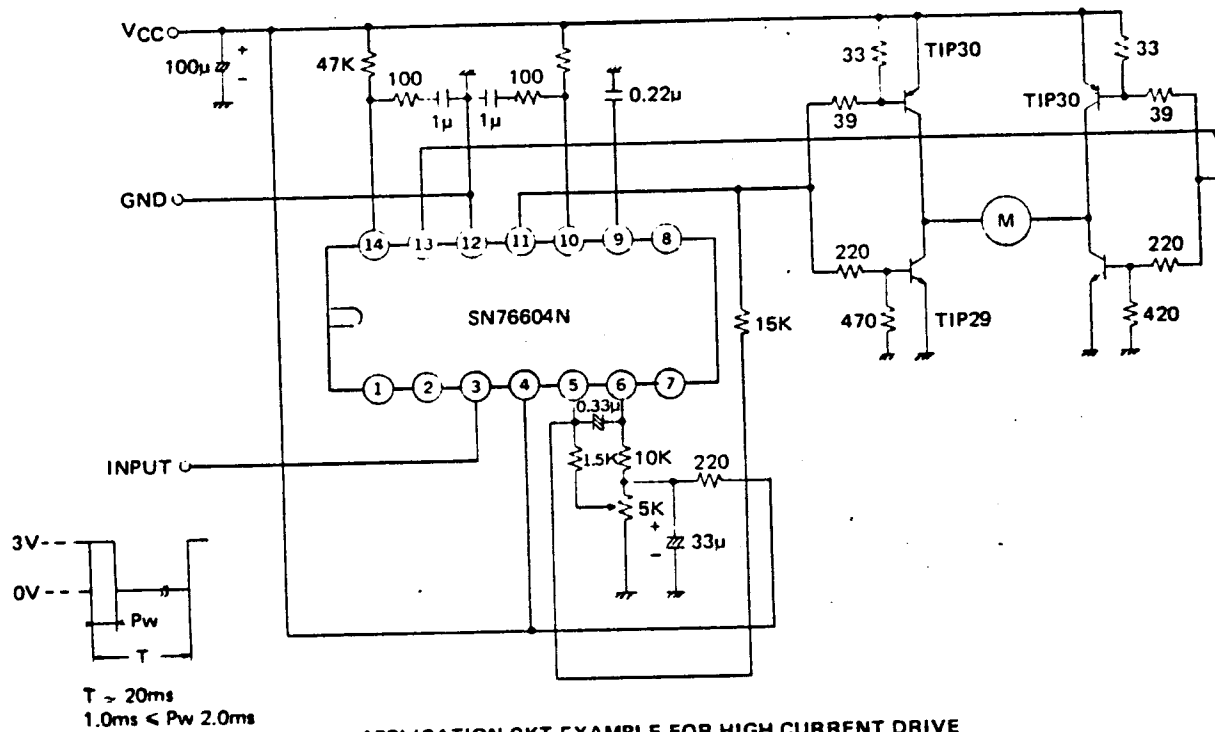 VCC
100μ
+
-
47K
100
100
1μ
1μ
0.22μ
33
TIP30
33
TIP30
39
39
GND
14
13
12
11
10
9
8
M
220
220
SN76604N
15K
470
TIP29
420
1
2
3
4
5
6
7
0.33μ
INPUT
1.5K
10K
220
5K
+
-
33μ
3V
0V
Pw
T
T ≃ 20ms
1.0ms ≤ Pw 2.0ms
APPLICATION CKT EXAMPLE FOR HIGH CURRENT DRIVE